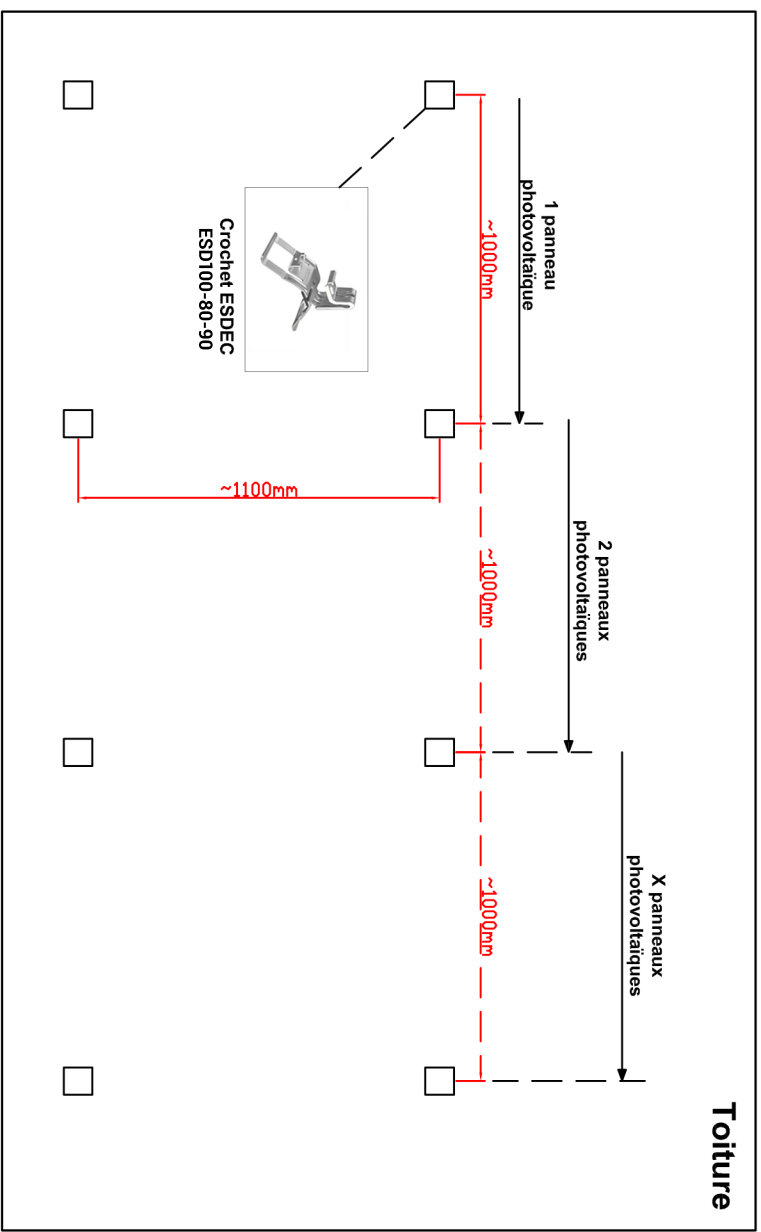 Toiture
1 panneau
photovoltaïque
2 panneaux
photovoltaïques
X panneaux
photovoltaïques
~1000mm
~1000mm
~1000mm
~1100mm
Crochet ESDEC
ESD100-80-90